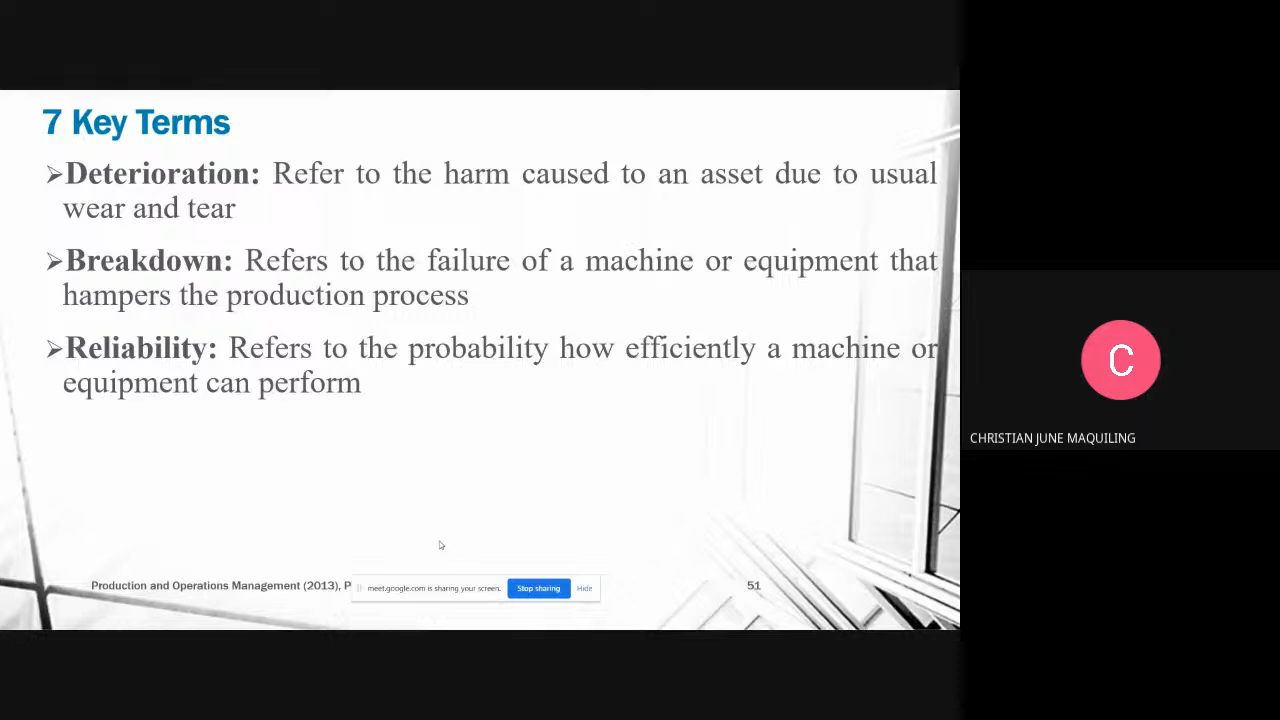 7 Key Terms
➢Deterioration: Refer to the harm caused to an asset due to usual
wear and tear
➢Breakdown: Refers to the failure of a machine or equipment that
hampers the production process
➢Reliability: Refers to the probability how efficiently a machine or
equipment can perform
C
CHRISTIAN JUNE MAQUILING
Production and Operations Management (2013), P
meet.google.com is sharing your screen. Stop sharing Hide
51